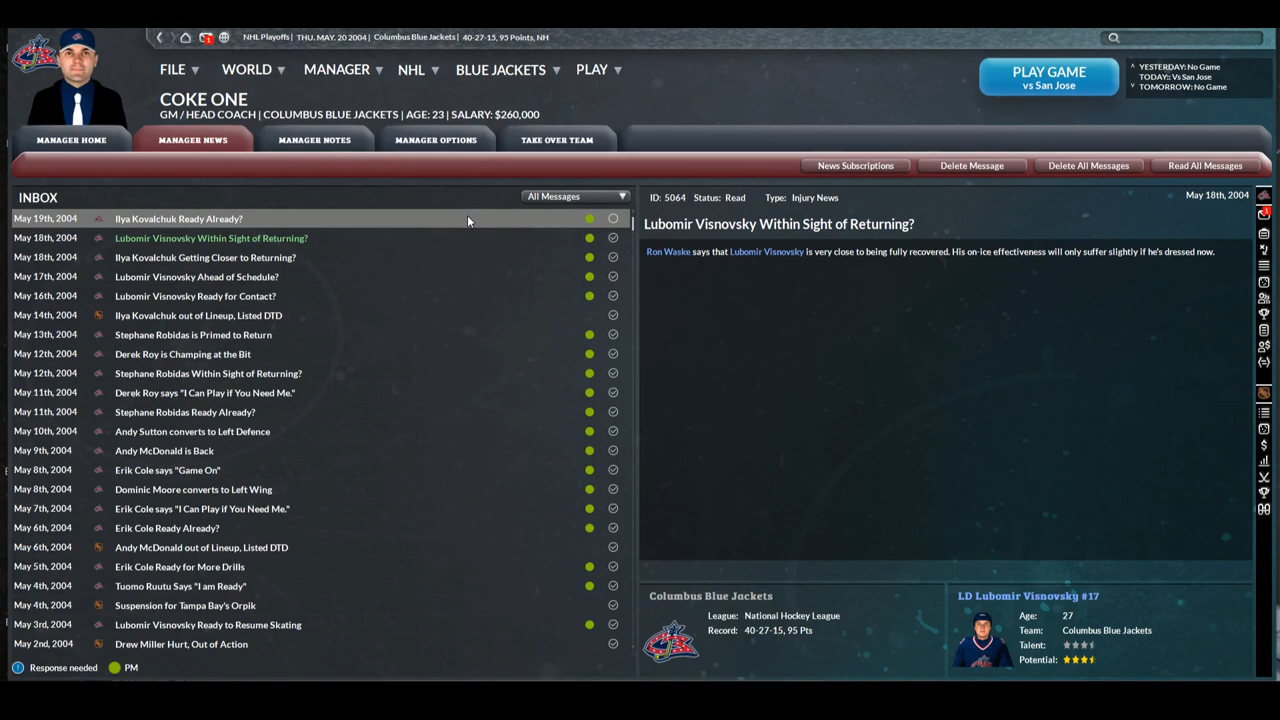 NHL Playoffs | THU. MAY. 20 2004 | Columbus Blue Jackets | 40-27-15, 95 Points, NH
FILE WORLD MANAGER NHL BLUE JACKETS PLAY
PLAY GAME
vs San Jose
YESTERDAY: No Game
TODAY:: Vs San Jose
TOMORROW: No Game
COKE ONE
GM / HEAD COACH | COLUMBUS BLUE JACKETS | AGE: 23 | SALARY: $260,000
MANAGER HOME MANAGER NEWS MANAGER NOTES MANAGER OPTIONS TAKE OVER TEAM
News Subscriptions Delete Message Delete All Messages Read All Messages
INBOX All Messages
May 19th, 2004 Ilya Kovalchuk Ready Already?
May 18th, 2004 Lubomir Visnovsky Within Sight of Returning?
May 18th, 2004 Ilya Kovalchuk Getting Closer to Returning?
May 17th, 2004 Lubomir Visnovsky Ahead of Schedule?
May 16th, 2004 Lubomir Visnovsky Ready for Contact?
May 14th, 2004 Ilya Kovalchuk out of Lineup, Listed DTD
May 13th, 2004 Stephane Robidas is Primed to Return
May 12th, 2004 Derek Roy is Champing at the Bit
May 12th, 2004 Stephane Robidas Within Sight of Returning?
May 11th, 2004 Derek Roy says "I Can Play if You Need Me."
May 11th, 2004 Stephane Robidas Ready Already?
May 10th, 2004 Andy Sutton converts to Left Defence
May 9th, 2004 Andy McDonald is Back
May 8th, 2004 Erik Cole says "Game On"
May 8th, 2004 Dominic Moore converts to Left Wing
May 7th, 2004 Erik Cole says "I Can Play if You Need Me."
May 6th, 2004 Erik Cole Ready Already?
May 6th, 2004 Andy McDonald out of Lineup, Listed DTD
May 5th, 2004 Erik Cole Ready for More Drills
May 4th, 2004 Tuomo Ruutu Says "I am Ready"
May 4th, 2004 Suspension for Tampa Bay's Orpik
May 3rd, 2004 Lubomir Visnovsky Ready to Resume Skating
May 2nd, 2004 Drew Miller Hurt, Out of Action
Response needed PM
ID: 5064 Status: Read Type: Injury News May 18th, 2004
Lubomir Visnovsky Within Sight of Returning?
Ron Waske says that Lubomir Visnovsky is very close to being fully recovered. His on-ice effectiveness will only suffer slightly if he's dressed now.
Columbus Blue Jackets
League: National Hockey League
Record: 40-27-15, 95 Pts
LD Lubomir Visnovsky #17
Age: 27
Team: Columbus Blue Jackets
Talent:
Potential: